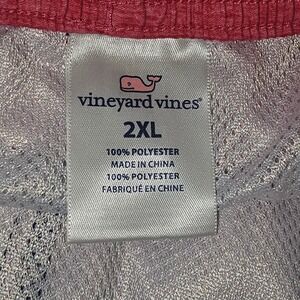 vineyard vines®
2XL
100% POLYESTER
MADE IN CHINA
100% POLYESTER
FABRIQUÉ EN CHINE